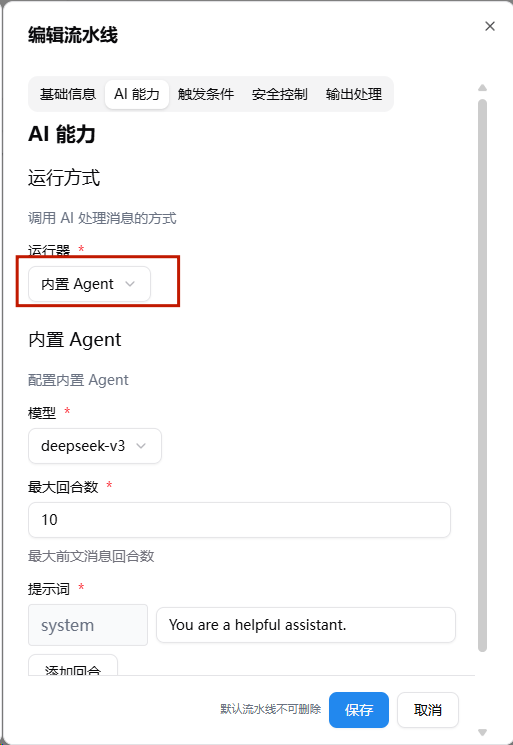 编辑流水线
基础信息 AI 能力 触发条件 安全控制 输出处理
AI 能力
运行方式
调用 AI 处理消息的方式
运行器 *
内置 Agent
内置 Agent
配置内置 Agent
模型 *
deepseek-v3
最大回合数 *
10
最大前文消息回合数
提示词 *
system You are a helpful assistant.
添加回合
默认流水线不可删除 保存 取消